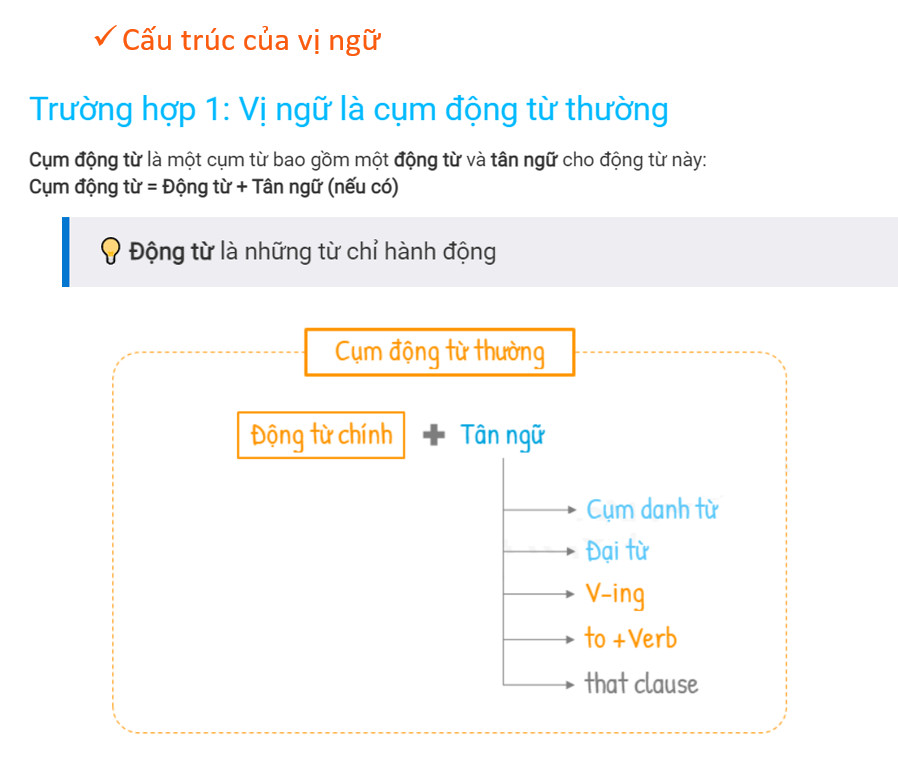 ✓ Cấu trúc của vị ngữ
Trường hợp 1: Vị ngữ là cụm động từ thường
Cụm động từ là một cụm từ bao gồm một động từ và tân ngữ cho động từ này:
Cụm động từ = Động từ + Tân ngữ (nếu có)
Động từ là những từ chỉ hành động
Cụm động từ thường
Động từ chính + Tân ngữ
Cụm danh từ
Đại từ
V-ing
to +Verb
that clause